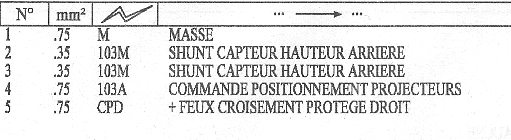 N° mm² ... → ...
1 .75 M MASSE
2 .35 103M SHUNT CAPTEUR HAUTEUR ARRIERE
3 .35 103M SHUNT CAPTEUR HAUTEUR ARRIERE
4 .75 103A COMMANDE POSITIONNEMENT PROJECTEURS
5 .75 CPD + FEUX CROISEMENT PROTEGE DROIT